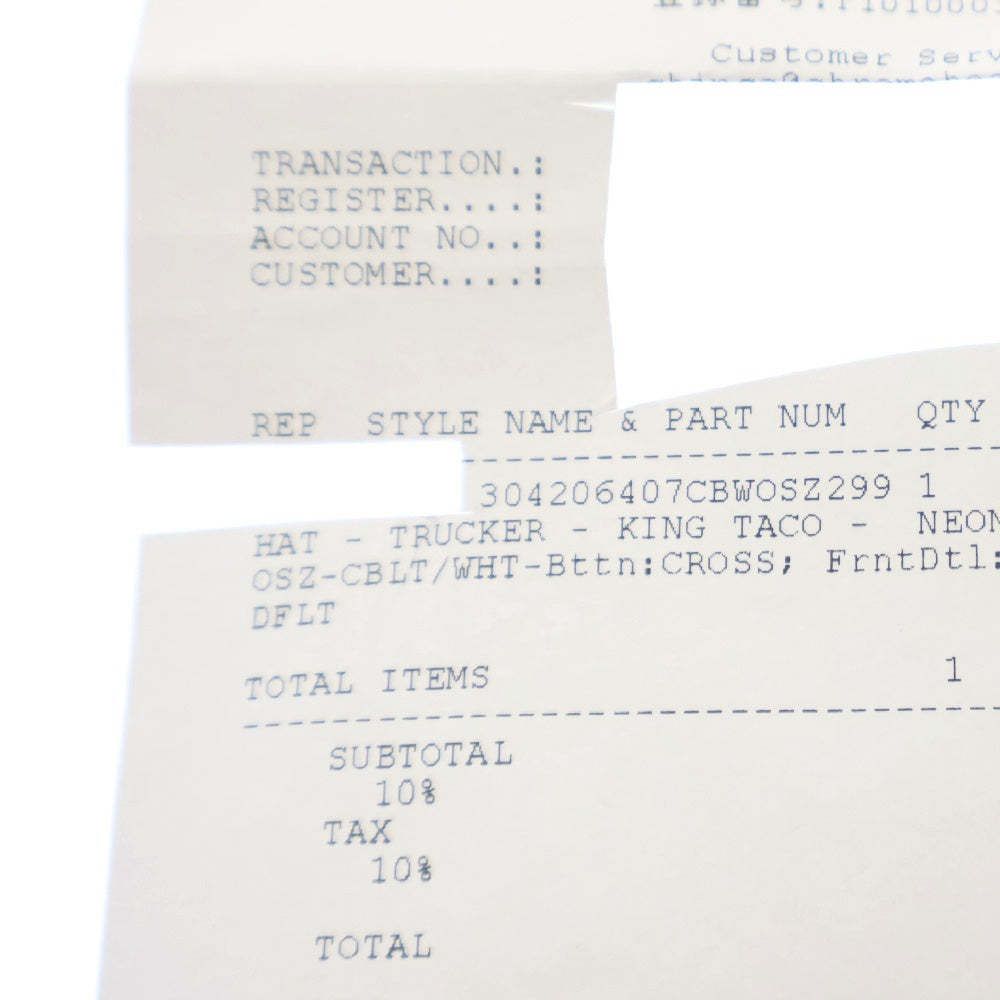 Customer Serv
TRANSACTION.:
REGISTER....:
ACCOUNT NO..:
CUSTOMER....:
REP STYLE NAME & PART NUM QTY
304206407CBWOSZ299 1
HAT - TRUCKER - KING TACO - NEON
OSZ-CBLT/WHT-Bttn:CROSS; FrntDtl:
DFLT
TOTAL ITEMS 1
SUBTOTAL
10%
TAX
10%
TOTAL